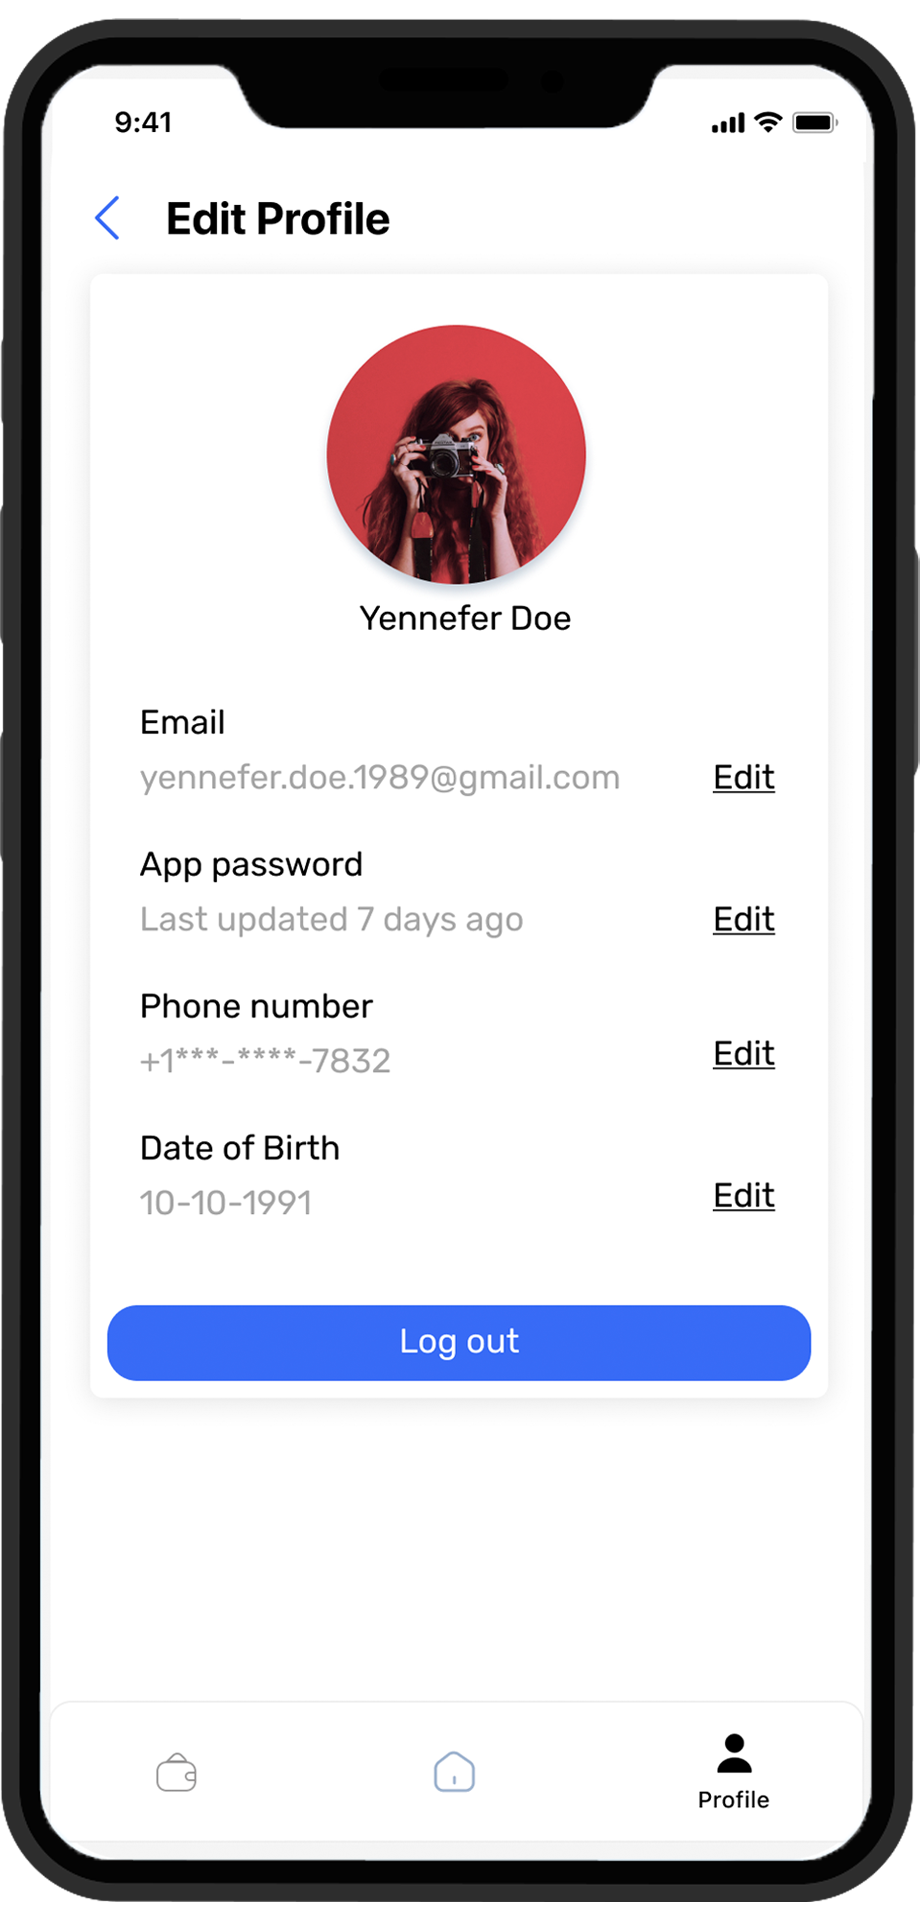 9:41
Edit Profile
Yennefer Doe
Email
yennefer.doe.1989@gmail.com Edit
App password
Last updated 7 days ago Edit
Phone number
+1***-****-7832 Edit
Date of Birth
10-10-1991 Edit
Log out
Profile